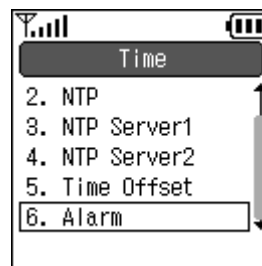 Time
2. NTP
3. NTP Server1
4. NTP Server2
5. Time Offset
6. Alarm